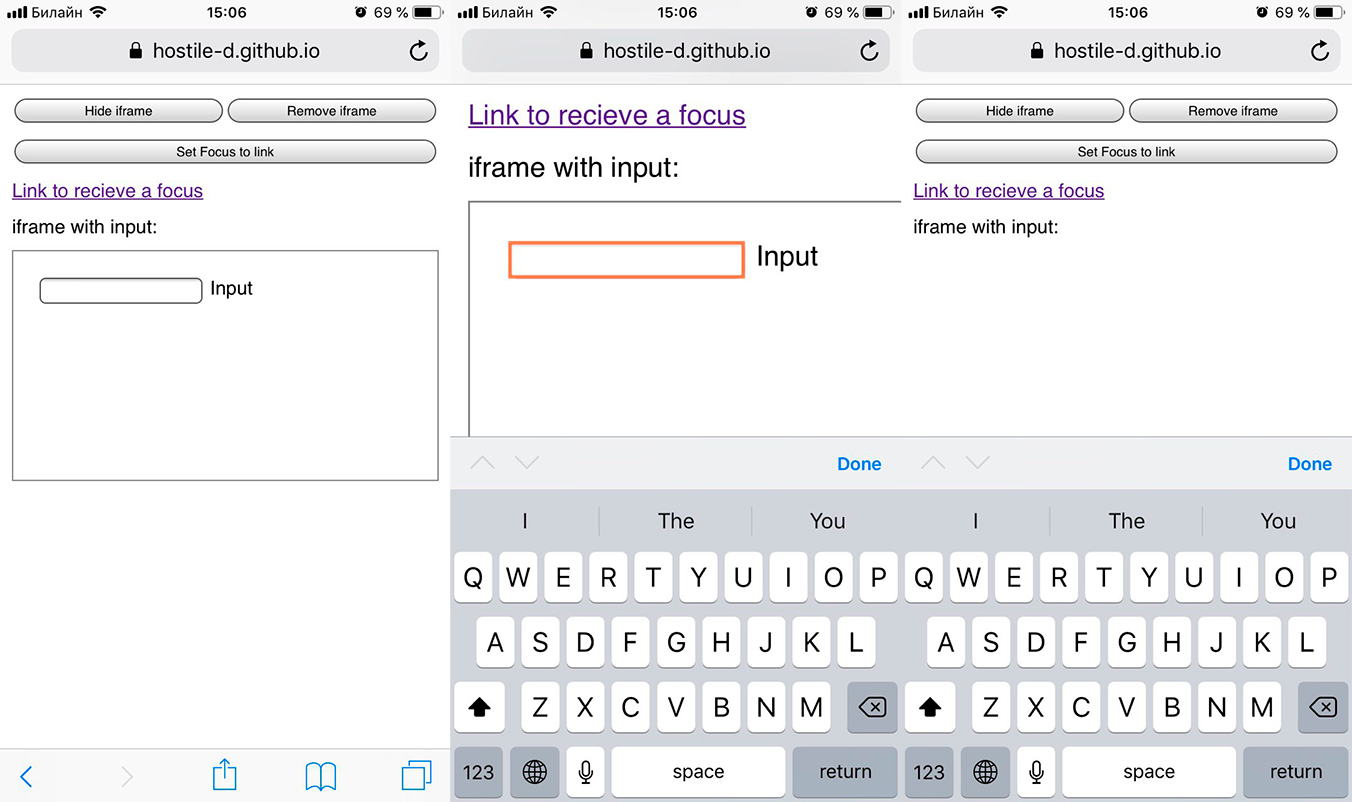 Билайн 15:06 69 %
hostile-d.github.io
Hide iframe Remove iframe
Set Focus to link
Link to recieve a focus
iframe with input:
Input
Билайн 15:06 69 %
hostile-d.github.io
Link to recieve a focus
iframe with input:
Input
Done
I The You
Q W E R T Y U I O P
A S D F G H J K L
Z X C V B N M
123 space return
Билайн 15:06 69 %
hostile-d.github.io
Hide iframe Remove iframe
Set Focus to link
Link to recieve a focus
iframe with input:
Done
I The You
Q W E R T Y U I O P
A S D F G H J K L
Z X C V B N M
123 space return